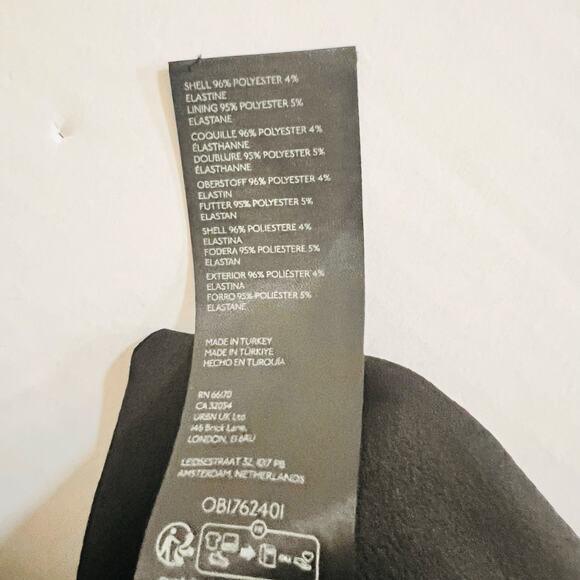 SHELL 96% POLYESTER 4%
ELASTINE
LINING 95% POLYESTER 5%
ELASTANE
COQUILLE 96% POLYESTER 4%
ÉLASTHANNE
DOUBLURE 95% POLYESTER 5%
ÉLASTHANNE
OBERSTOFF 96% POLYESTER 4%
ELASTIN
FUTTER 95% POLYESTER 5%
ELASTAN
SHELL 96% POLIESTERE 4%
ELASTINA
FODERA 95% POLIESTERE 5%
ELASTAN
EXTERIOR 96% POLIÉSTER 4%
ELASTINA
FORRO 95% POLIÉSTER 5%
ELASTANE
MADE IN TURKEY
MADE IN TÜRKIYE
HECHO EN TURQUÍA
RN 66170
CA 32054
URBN UK Ltd
146 Brick Lane,
LONDON, E1 6RU
LEIDSESTRAAT 32, 1017 PB
AMSTERDAM, NETHERLANDS
OB1762401
FR
OU